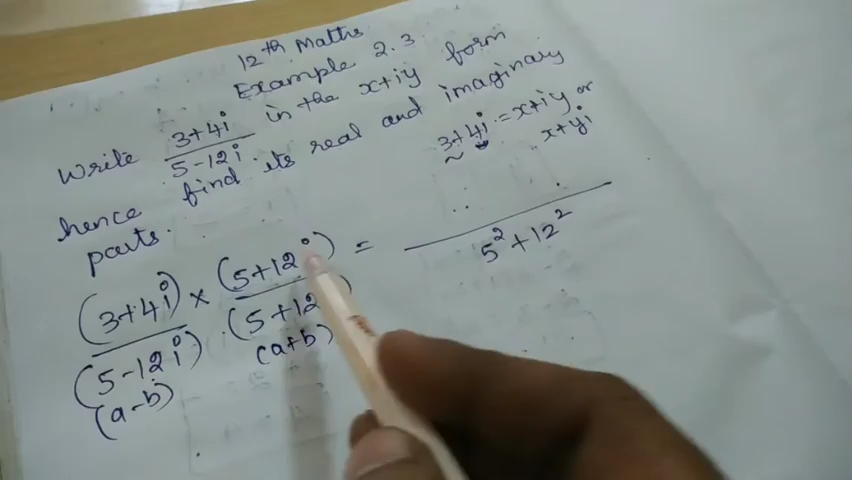 12th Maths
Example 2.3
Write 3+4i / 5-12i in the x+iy form
hence find its real and imaginary
parts.
3+4i = x+iy or
x+yi
(3+4i) / (5-12i) × (5+12i) / (5+12 = / 5² + 12²
(a-b) (a+b)